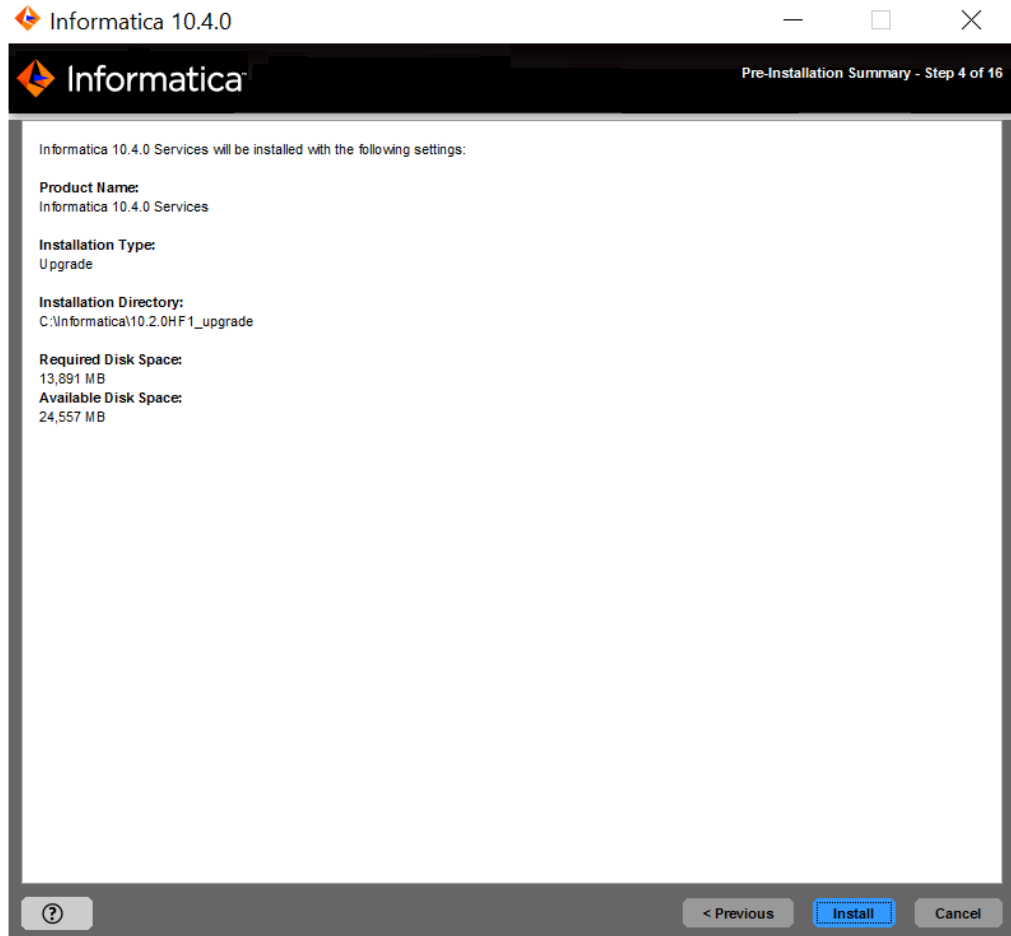 Informatica 10.4.0
Informatica
Pre-Installation Summary - Step 4 of 16
Informatica 10.4.0 Services will be installed with the following settings:
Product Name:
Informatica 10.4.0 Services
Installation Type:
Upgrade
Installation Directory:
C:\Informatica\10.2.0HF1_upgrade
Required Disk Space:
13,891 MB
Available Disk Space:
24,557 MB
?
< Previous
Install
Cancel